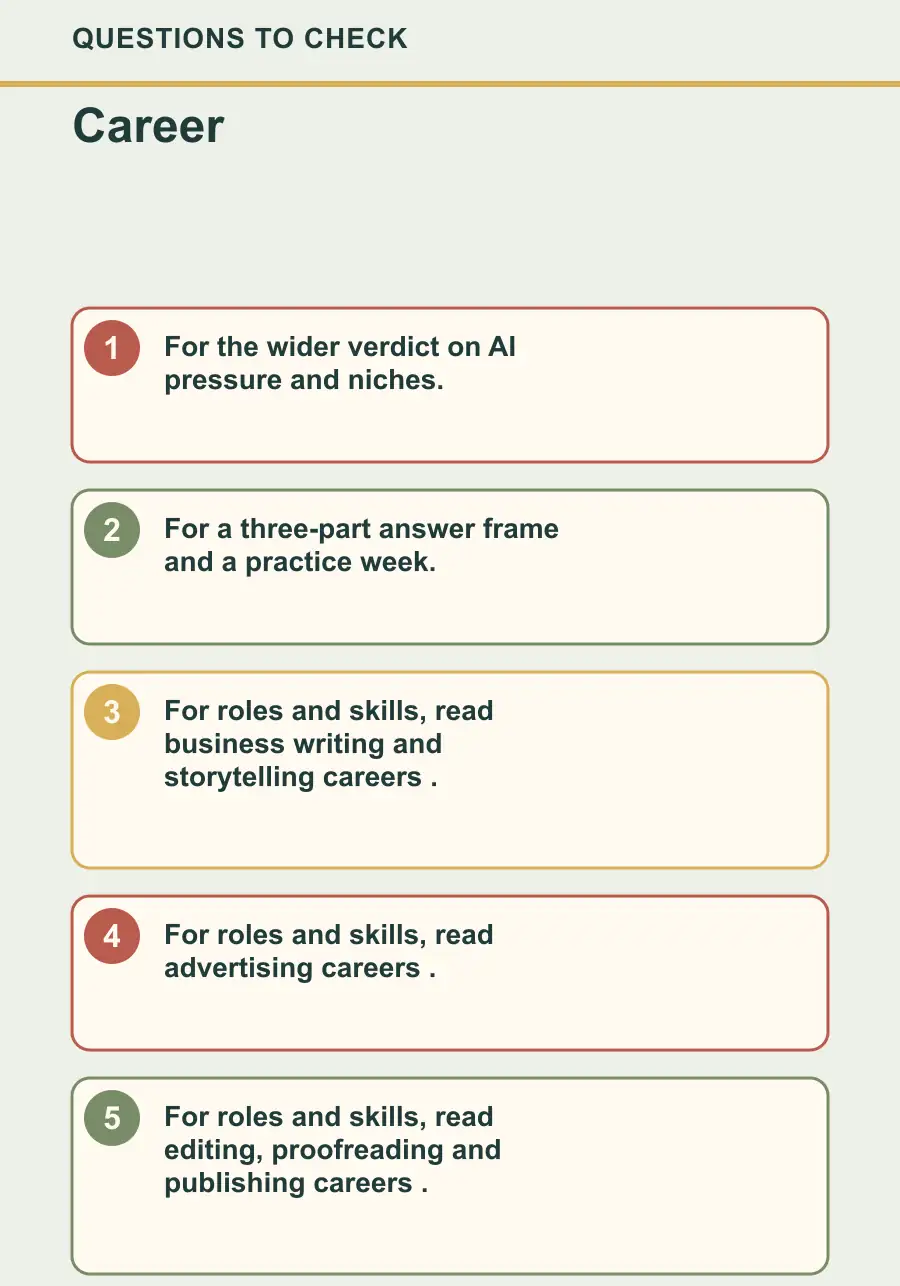 QUESTIONS TO CHECK
Career
1
For the wider verdict on AI
pressure and niches.
2
For a three-part answer frame
and a practice week.
3
For roles and skills, read
business writing and
storytelling careers .
4
For roles and skills, read
advertising careers .
5
For roles and skills, read
editing, proofreading and
publishing careers .